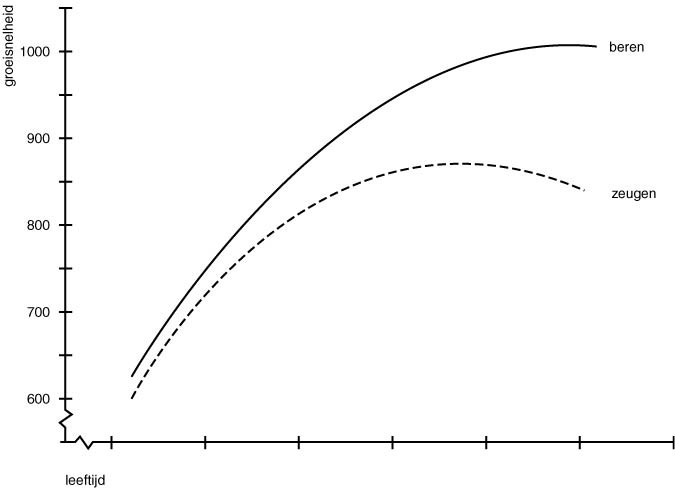 groeisnelheid
1000
900
800
700
600
beren
zeugen
leeftijd